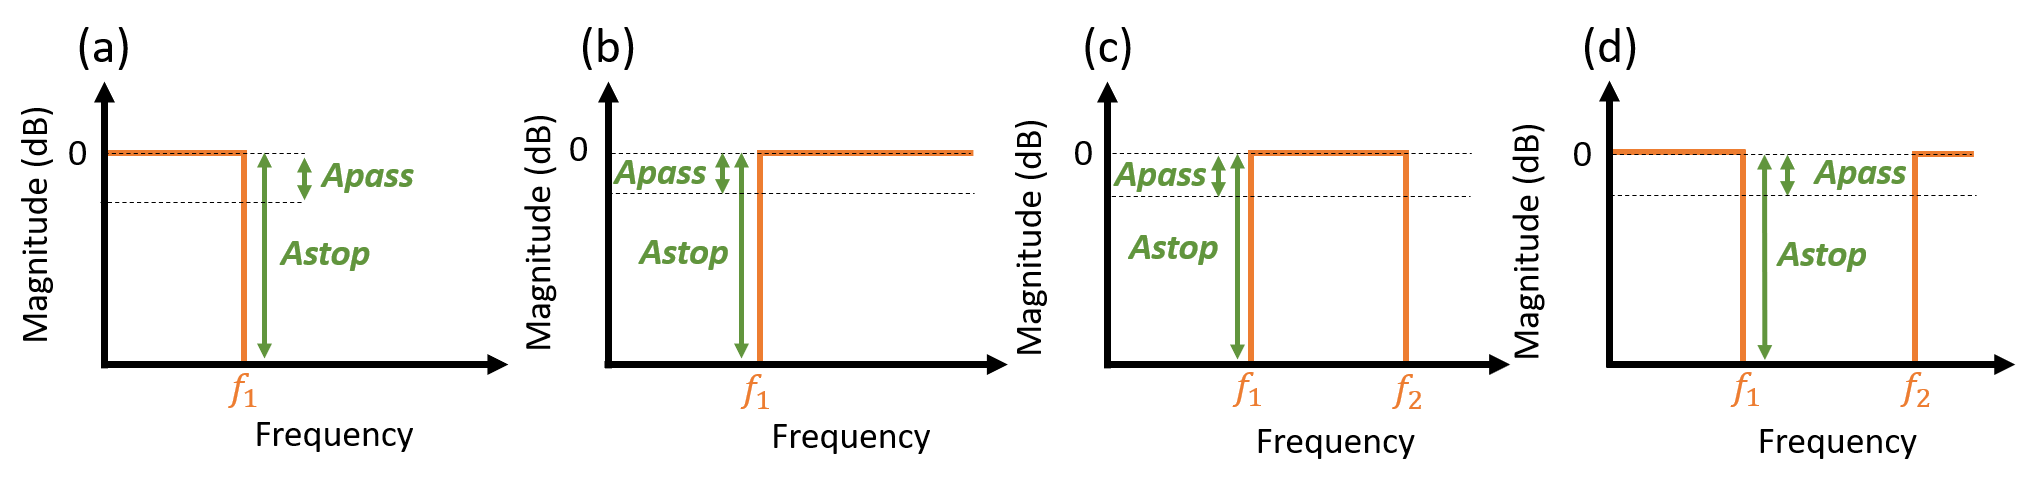 (a)
Magnitude (dB)
0
Apass
Astop
f1
Frequency
(b)
Magnitude (dB)
0
Apass
Astop
f1
Frequency
(c)
Magnitude (dB)
0
Apass
Astop
f1
f2
Frequency
(d)
Magnitude (dB)
0
Apass
Astop
f1
f2
Frequency